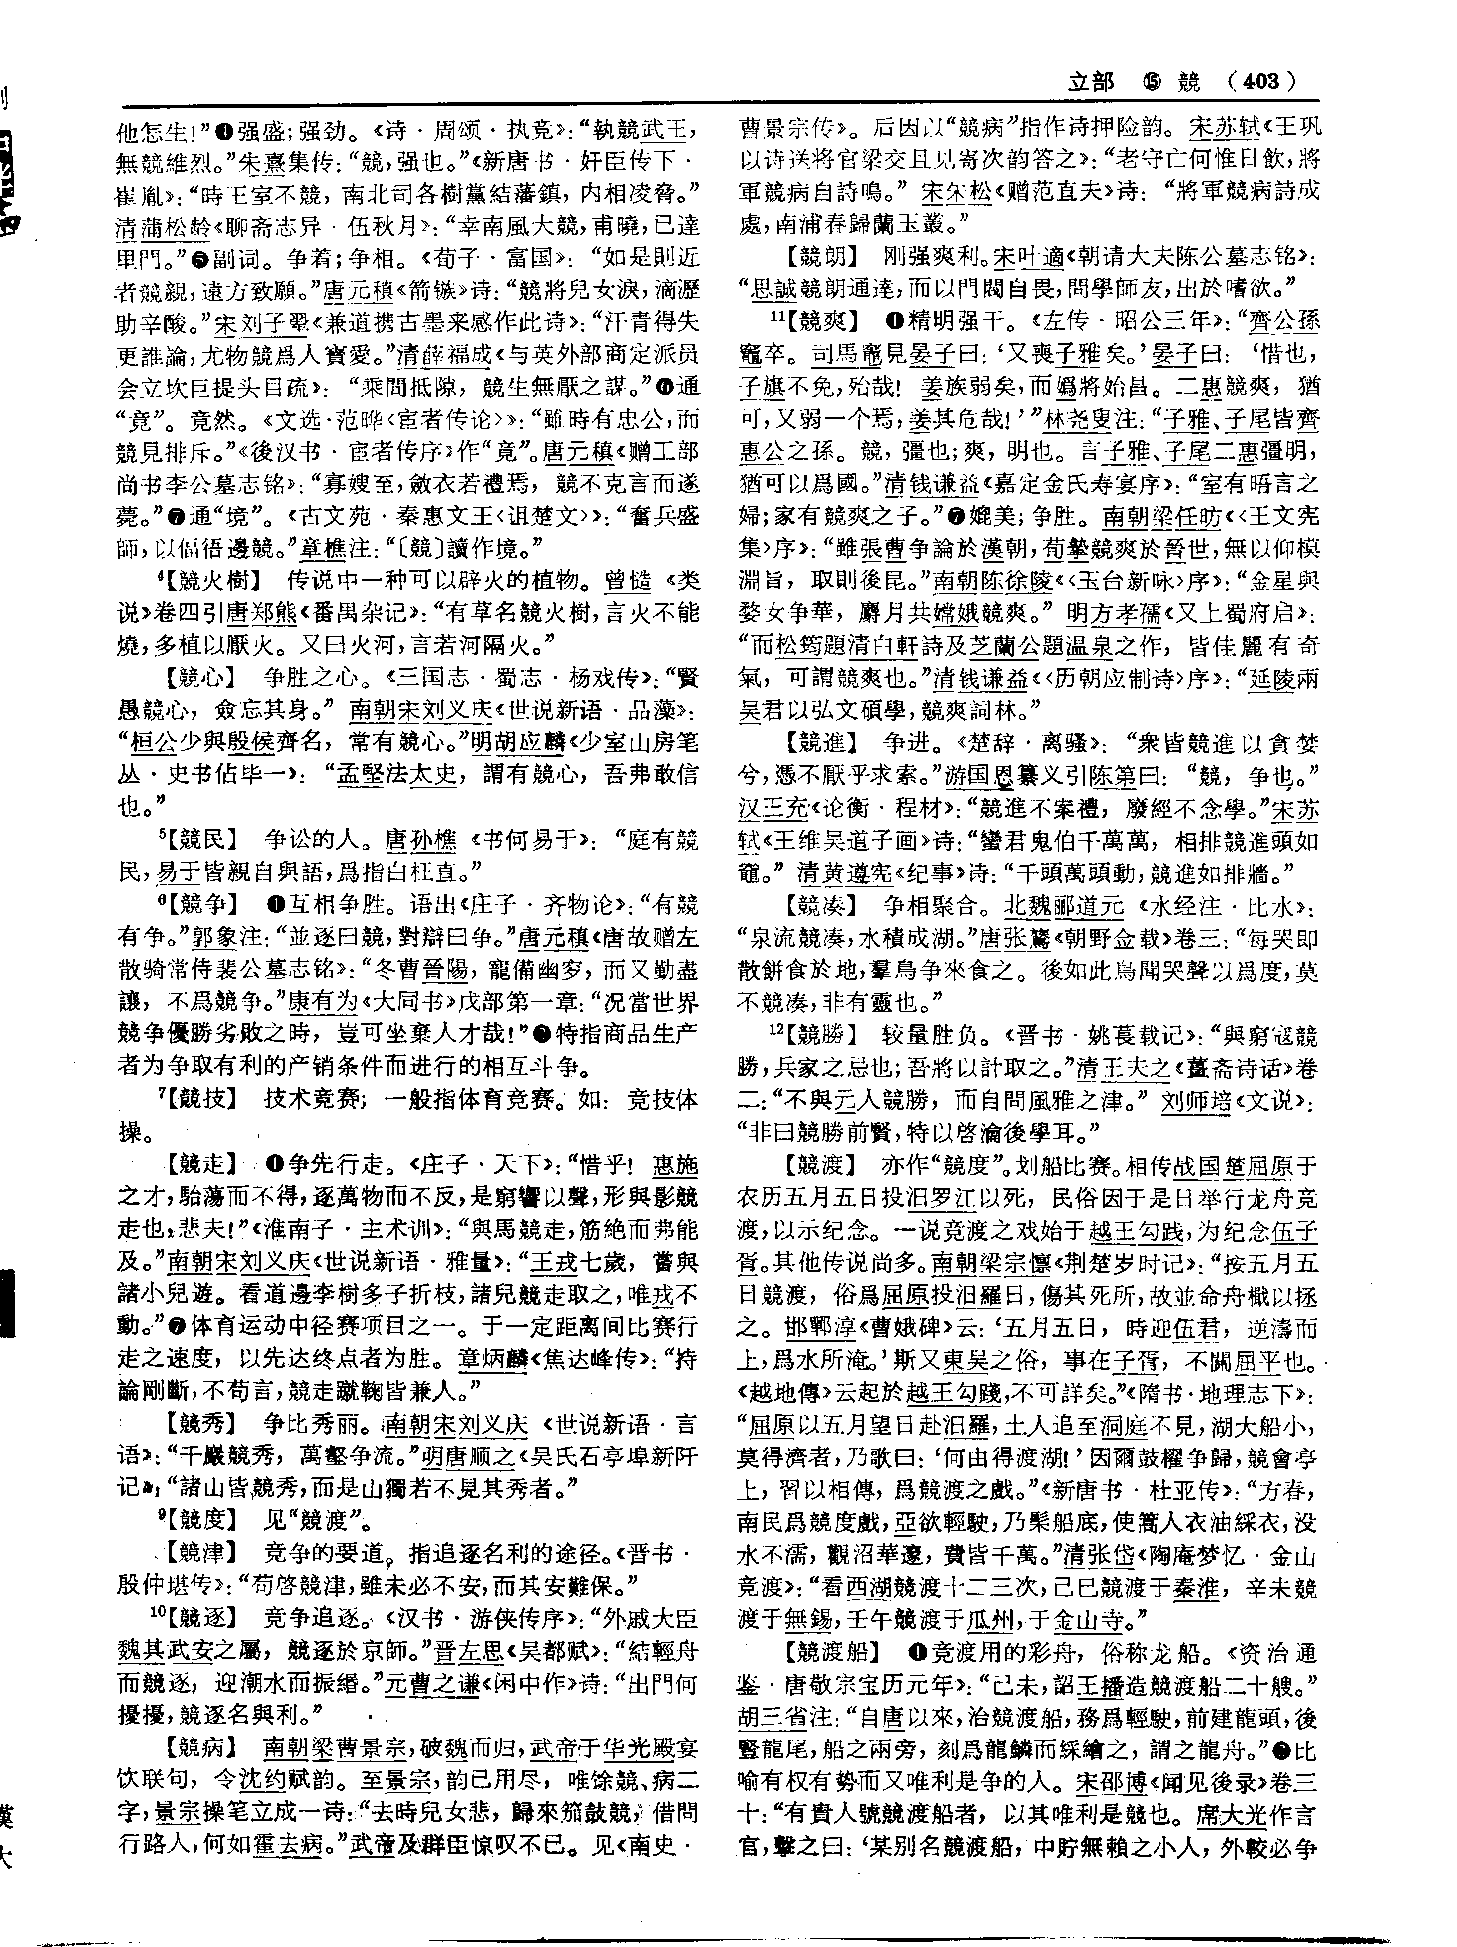 立部 ⑮ 競 （403）
他怎生！”❹强盛；强劲。《诗·周颂·执竞》：“執競武王，
無競維烈。”朱熹集传：“競，强也。”《新唐书·奸臣传下·
崔胤》：“時王室不競，南北司各樹黨結藩鎮，内相凌脅。”
清蒲松龄《聊斋志异·伍秋月》：“幸南風大競，甫曉，已達
里門。”❺副词。争着；争相。《荀子·富国》：“如是則近
者競親，遠方致願。”唐元稹《箭镞》诗：“競將兒女淚，滴瀝
助辛酸。”宋刘子翚《兼道携古墨来感作此诗》：“汗青得失
更誰論，尤物競爲人寳愛。”清薛福成《与英外部商定派员
会立坎巨提头目疏》：“乘間抵隙，競生無厭之謀。”❻通
“竟”。竟然。《文选·范晔〈宦者传论〉》：“雖時有忠公，而
競見排斥。”《後汉书·宦者传序》作“竟”。唐元稹《赠工部
尚书李公墓志铭》：“寡嫂至，斂衣若禮焉，競不克言而遂
薨。”❼通“境”。《古文苑·秦惠文王〈诅楚文〉》：“奮兵盛
師，以偪俉邊競。”章樵注：“〔競〕讀作境。”
⁴【競火樹】 传说中一种可以辟火的植物。曾慥《类
说》卷四引唐郑熊《番禺杂记》：“有草名競火樹，言火不能
燒，多植以厭火。又曰火河，言若河隔火。”
【競心】 争胜之心。《三国志·蜀志·杨戏传》：“賢
愚競心，僉忘其身。”南朝宋刘义庆《世说新语·品藻》：
“桓公少與殷侯齊名，常有競心。”明胡应麟《少室山房笔
丛·史书佔毕一》：“孟堅法太史，謂有競心，吾弗敢信
也。”
⁵【競民】 争讼的人。唐孙樵《书何易于》：“庭有競
民，易于皆親自與語，爲指白枉直。”
⁶【競争】 ❶互相争胜。语出《庄子·齐物论》：“有競
有争。”郭象注：“並逐曰競，對辯曰争。”唐元稹《唐故赠左
散骑常侍裴公墓志铭》：“冬曹晉陽，寵備幽穸，而又勤盡
讓，不爲競争。”康有为《大同书》戊部第一章：“况當世界
競争優勝劣敗之時，豈可坐棄人才哉！”❷特指商品生产
者为争取有利的产销条件而进行的相互斗争。
⁷【競技】 技术竞赛；一般指体育竞赛。如：竞技体
操。
【競走】 ❶争先行走。《庄子·天下》：“惜乎！惠施
之才，駘蕩而不得，逐萬物而不反，是窮響以聲，形與影競
走也，悲夫！”《淮南子·主术训》：“與馬競走，筋絶而弗能
及。”南朝宋刘义庆《世说新语·雅量》：“王戎七歲，嘗與
諸小兒遊。看道邊李樹多子折枝，諸兒競走取之，唯戎不
動。”❷体育运动中径赛项目之一。于一定距离间比赛行
走之速度，以先达终点者为胜。章炳麟《焦达峰传》：“持
論剛斷，不苟言，競走蹴鞠皆兼人。”
【競秀】 争比秀丽。南朝宋刘义庆《世说新语·言
语》：“千巖競秀，萬壑争流。”明唐顺之《吴氏石亭埠新阡
记》：“諸山皆競秀，而是山獨若不見其秀者。”
⁹【競度】 见“競渡”。
【競津】 竞争的要道，指追逐名利的途径。《晋书·
殷仲堪传》：“苟啓競津，雖未必不安，而其安難保。”
¹⁰【競逐】 竞争追逐。《汉书·游侠传序》：“外戚大臣
魏其武安之屬，競逐於京師。”晋左思《吴都赋》：“結輕舟
而競逐，迎潮水而振緡。”元曹之谦《闲中作》诗：“出門何
擾擾，競逐名與利。”
【競病】 南朝梁曹景宗，破魏而归，武帝于华光殿宴
饮联句，令沈约赋韵。至景宗，韵已用尽，唯馀競、病二
字，景宗操笔立成一诗：“去時兒女悲，歸來笳鼓競，借問
行路人，何如霍去病。”武帝及群臣惊叹不已。见《南史·
曹景宗传》。后因以“競病”指作诗押险韵。宋苏轼《王巩
以诗送将官梁交且见寄次韵答之》：“老守亡何惟日飲，將
軍競病自詩鳴。”宋朱松《赠范直夫》诗：“將軍競病詩成
處，南浦春歸蘭玉叢。”
【競朗】 刚强爽利。宋叶適《朝请大夫陈公墓志铭》：
“思誠競朗通達，而以門閥自畏，問學師友，出於嗜欲。”
¹¹【競爽】 ❶精明强干。《左传·昭公三年》：“齊公孫
竈卒。司馬竈見晏子曰：‘又喪子雅矣。’晏子曰：‘惜也，
子旗不免，殆哉！姜族弱矣，而嬀將始昌。二惠競爽，猶
可，又弱一个焉，姜其危哉！’”林尧叟注：“子雅、子尾皆齊
惠公之孫。競，彊也；爽，明也。言子雅、子尾二惠彊明，
猶可以爲國。”清钱谦益《嘉定金氏寿宴序》：“室有晤言之
婦；家有競爽之子。”❷媲美；争胜。南朝梁任昉《〈王文宪
集〉序》：“雖張曹争論於漢朝，荀摯競爽於晉世，無以仰模
淵旨，取則後昆。”南朝陈徐陵《〈玉台新咏〉序》：“金星與
婺女争華，麝月共嫦娥競爽。”明方孝孺《又上蜀府启》：
“而松筠題清白軒詩及芝蘭公題温泉之作，皆佳麗有奇
氣，可謂競爽也。”清钱谦益《〈历朝应制诗〉序》：“延陵兩
吴君以弘文碩學，競爽詞林。”
【競進】 争进。《楚辞·离骚》：“衆皆競進以貪婪
兮，憑不厭乎求索。”游国恩纂义引陈第曰：“競，争也。”
汉王充《论衡·程材》：“競進不案禮，廢經不念學。”宋苏
轼《王维吴道子画》诗：“蠻君鬼伯千萬萬，相排競進頭如
黿。”清黄遵宪《纪事》诗：“千頭萬頭動，競進如排牆。”
【競凑】 争相聚合。北魏郦道元《水经注·比水》：
“泉流競凑，水積成湖。”唐张鷟《朝野佥载》卷三：“每哭即
散餅食於地，羣鳥争來食之。後如此鳥聞哭聲以爲度，莫
不競凑，非有靈也。”
¹²【競勝】 较量胜负。《晋书·姚苌载记》：“與窮寇競
勝，兵家之忌也；吾將以計取之。”清王夫之《薑斋诗话》卷
二：“不與元人競勝，而自問風雅之津。”刘师培《文说》：
“非曰競勝前賢，特以啓瀹後學耳。”
【競渡】 亦作“競度”。划船比赛。相传战国楚屈原于
农历五月五日投汨罗江以死，民俗因于是日举行龙舟竞
渡，以示纪念。一说竞渡之戏始于越王勾践，为纪念伍子
胥。其他传说尚多。南朝梁宗懔《荆楚岁时记》：“按五月五
日競渡，俗爲屈原投汨羅日，傷其死所，故並命舟檝以拯
之。邯鄲淳《曹娥碑》云：‘五月五日，時迎伍君，逆濤而
上，爲水所淹。’斯又東吴之俗，事在子胥，不關屈平也。
《越地傳》云起於越王勾踐，不可詳矣。”《隋书·地理志下》：
“屈原以五月望日赴汨羅，土人追至洞庭不見，湖大船小，
莫得濟者，乃歌曰：‘何由得渡湖！’因爾鼓櫂争歸，競會亭
上，習以相傳，爲競渡之戲。”《新唐书·杜亚传》：“方春，
南民爲競度戲，亞欲輕駛，乃髹船底，使篙人衣油綵衣，没
水不濡，觀沼華邃，費皆千萬。”清张岱《陶庵梦忆·金山
竞渡》：“看西湖競渡十二三次，己巳競渡于秦淮，辛未競
渡于無錫，壬午競渡于瓜州，于金山寺。”
【競渡船】 ❶竞渡用的彩舟，俗称龙船。《资治通
鉴·唐敬宗宝历元年》：“己未，詔王播造競渡船二十艘。”
胡三省注：“自唐以來，治競渡船，務爲輕駛，前建龍頭，後
豎龍尾，船之兩旁，刻爲龍鱗而綵繪之，謂之龍舟。”❷比
喻有权有勢而又唯利是争的人。宋邵博《闻见後录》卷三
十：“有貴人號競渡船者，以其唯利是競也。席大光作言
官，擊之曰：‘某别名競渡船，中貯無賴之小人，外較必争